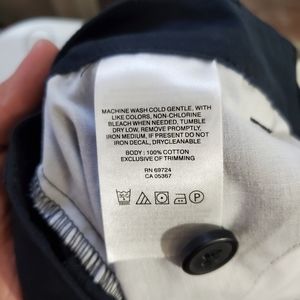 MACHINE WASH COLD GENTLE, WITH
LIKE COLORS, NON-CHLORINE
BLEACH WHEN NEEDED, TUMBLE
DRY LOW, REMOVE PROMPTLY,
IRON MEDIUM, IF PRESENT DO NOT
IRON DECAL, DRYCLEANABLE
BODY : 100% COTTON
EXCLUSIVE OF TRIMMING
RN 69724
CA 05367